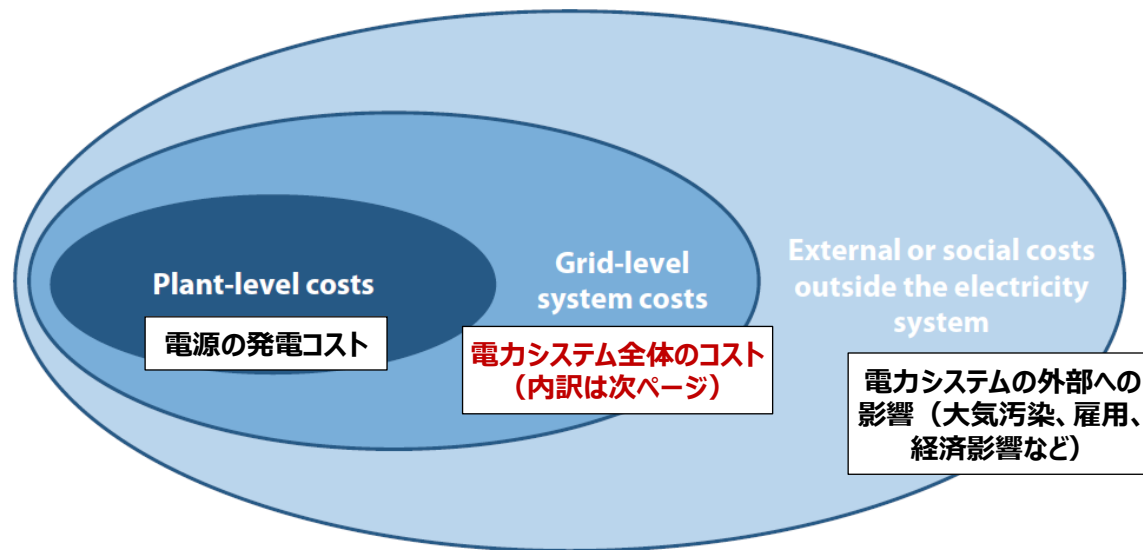 Plant-level costs
電源の発電コスト
Grid-level
system costs
電力システム全体のコスト
（内訳は次ページ）
External or social costs
outside the electricity
system
電力システムの外部への
影響（大気汚染、雇用、
経済影響など）